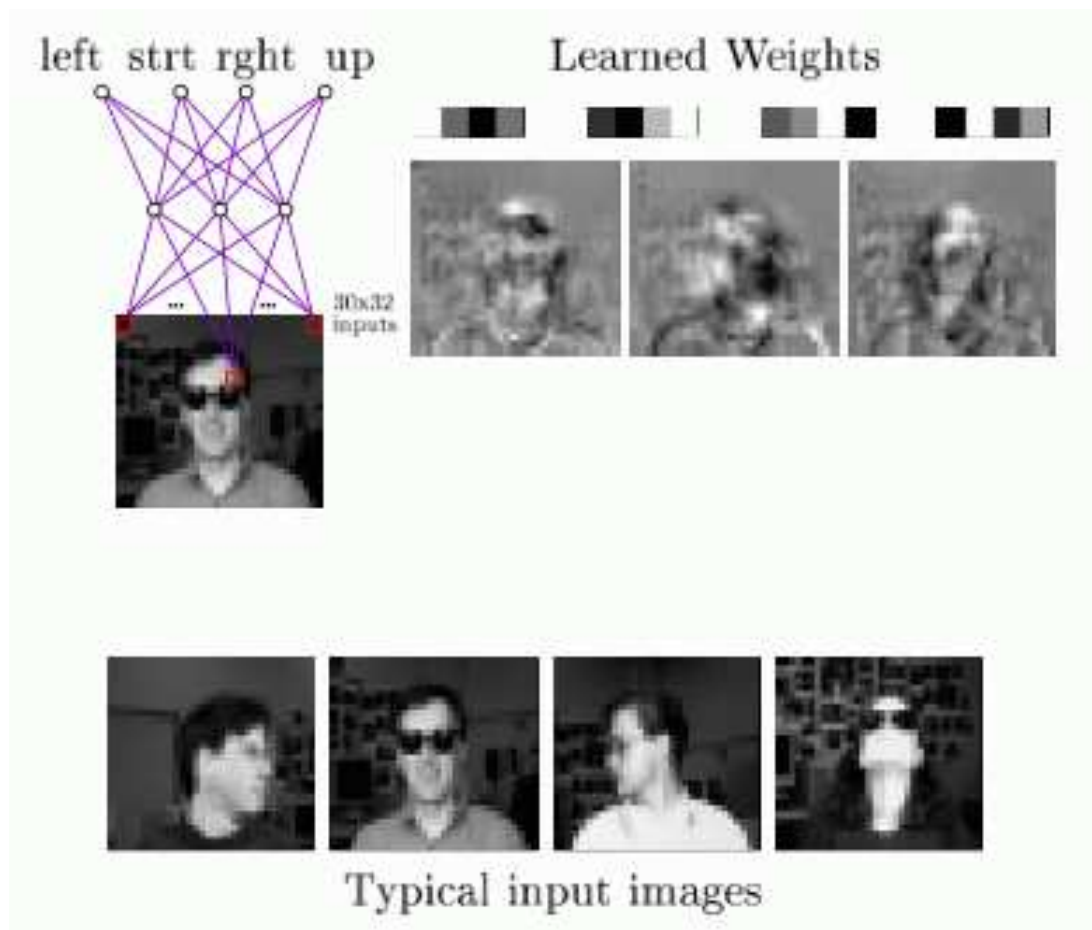 left strt rght up
Learned Weights
... ...
30x32
inputs
Typical input images